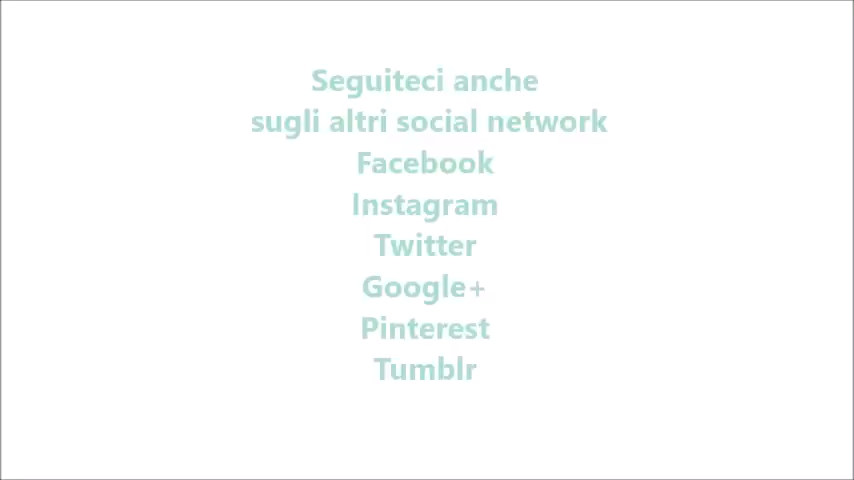 Seguiteci anche
sugli altri social network
Facebook
Instagram
Twitter
Google+
Pinterest
Tumblr